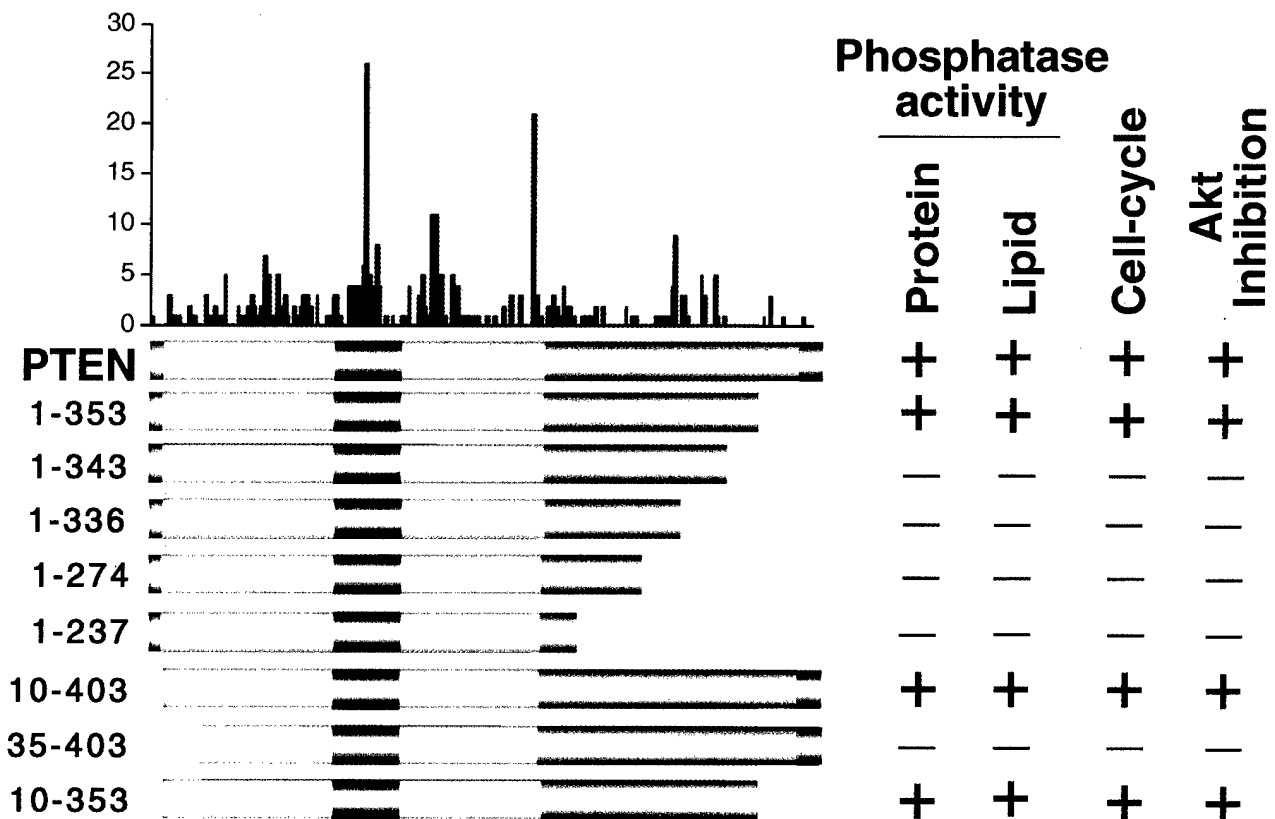 30
25
20
15
10
5
0
Phosphatase
activity
Protein
Lipid
Cell-cycle
Akt
Inhibition
PTEN + + + +
1-353 + + + +
1-343 — — — —
1-336 — — — —
1-274 — — — —
1-237 — — — —
10-403 + + + +
35-403 — — — —
10-353 + + + +